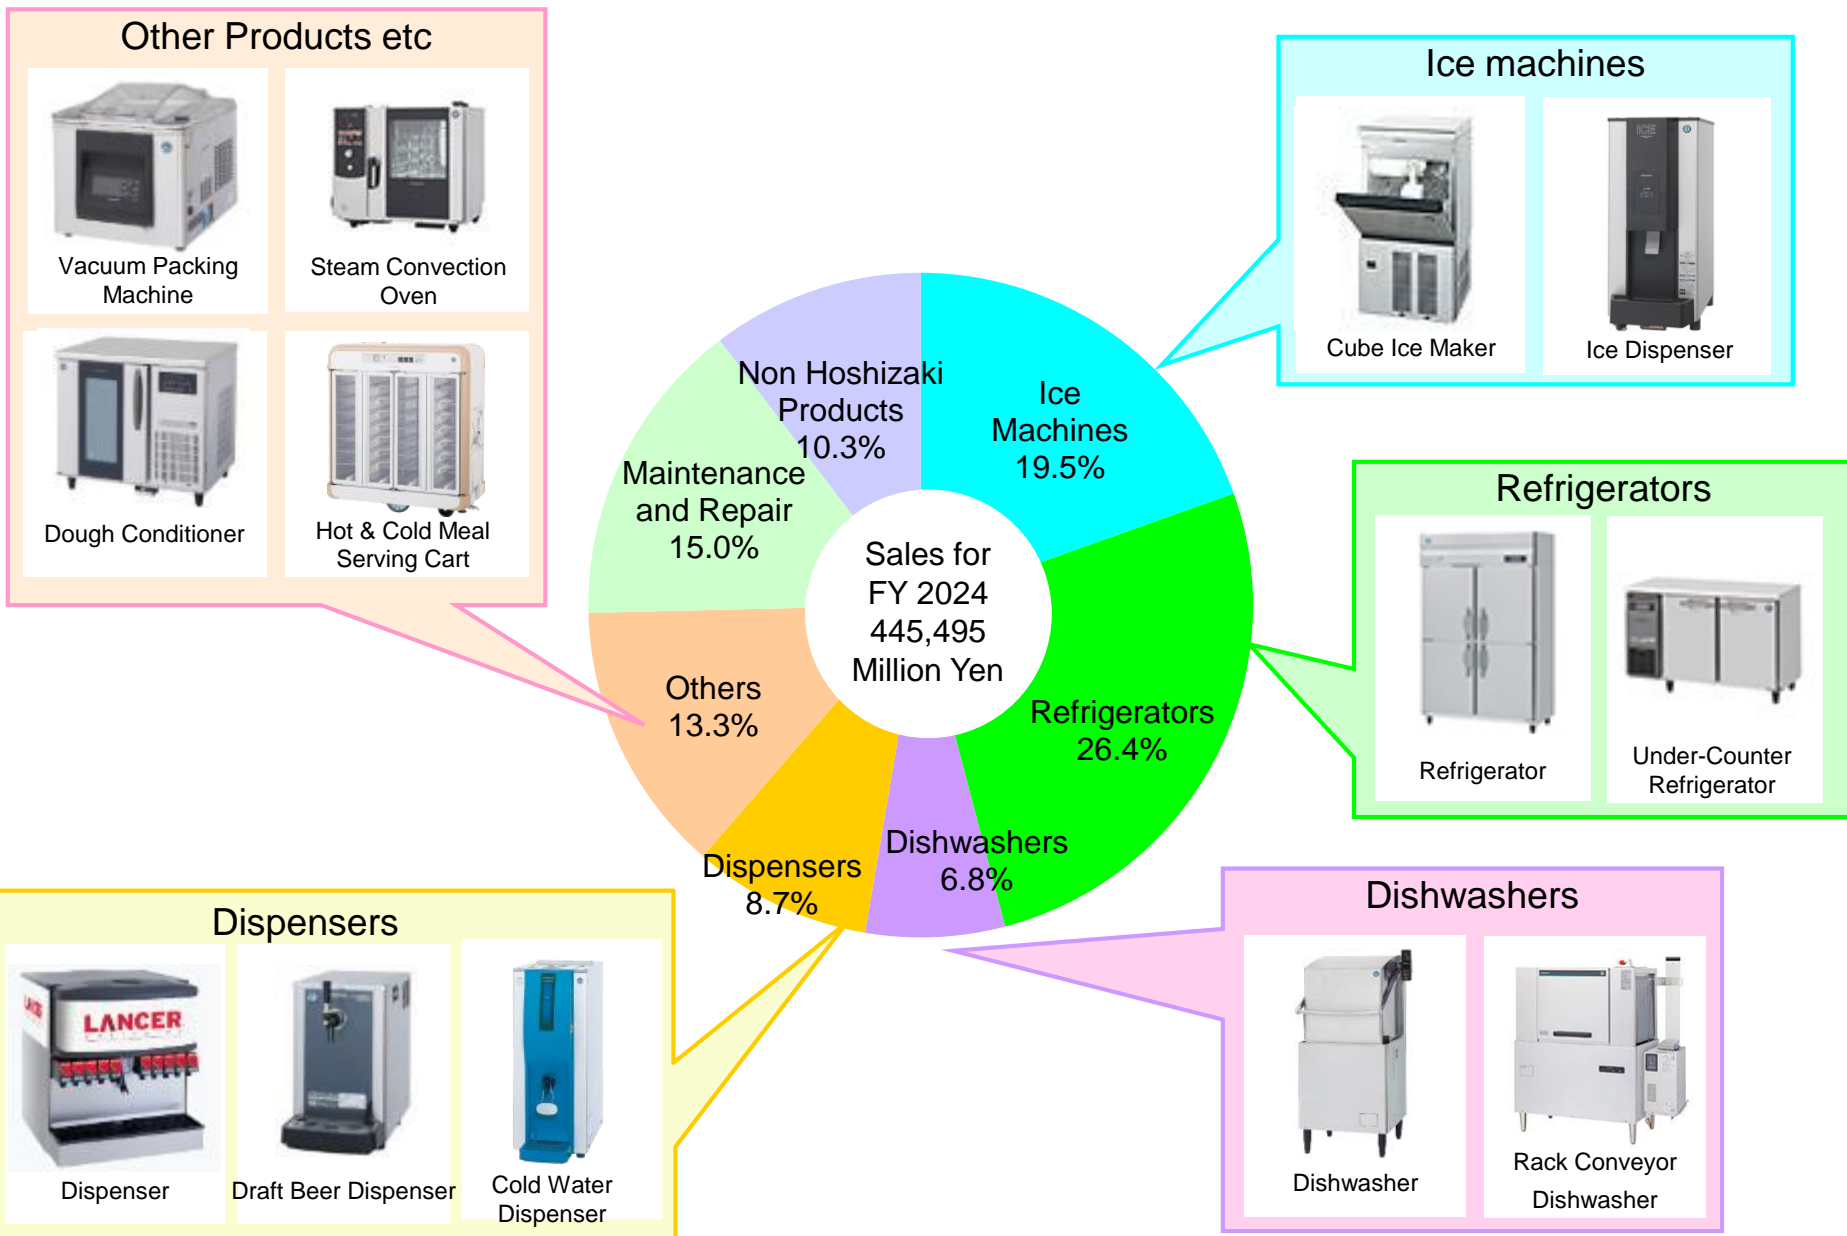 Other Products etc
Vacuum Packing
Machine
Steam Convection
Oven
Dough Conditioner
Hot & Cold Meal
Serving Cart
Ice machines
ICE
Cube Ice Maker
Ice Dispenser
Non Hoshizaki
Products
10.3%
Ice
Machines
19.5%
Maintenance
and Repair
15.0%
Sales for
FY 2024
445,495
Million Yen
Others
13.3%
Refrigerators
26.4%
Dispensers
8.7%
Dishwashers
6.8%
Refrigerators
Refrigerator
Under-Counter
Refrigerator
Dispensers
LANCER
Dispenser
Draft Beer Dispenser
Cold Water
Dispenser
Dishwashers
Dishwasher
Rack Conveyor
Dishwasher